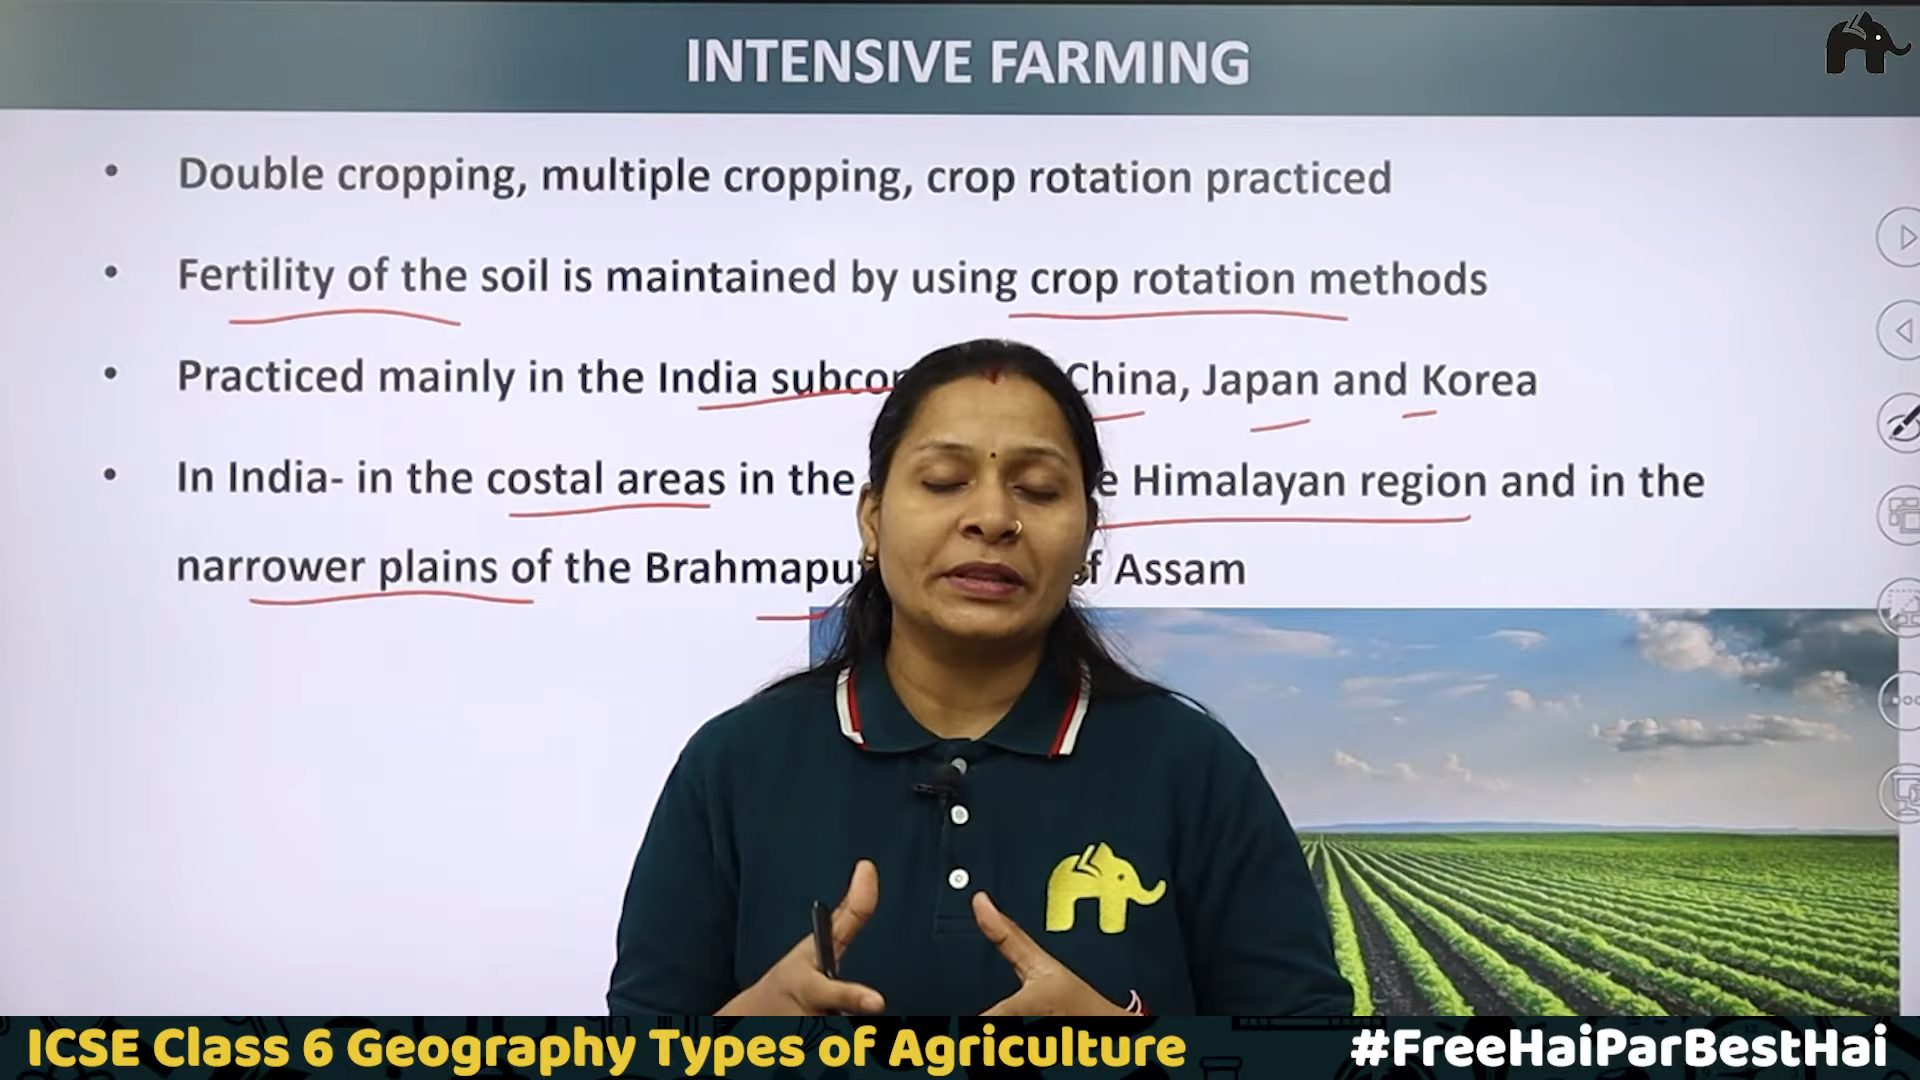 INTENSIVE FARMING
• Double cropping, multiple cropping, crop rotation practiced
• Fertility of the soil is maintained by using crop rotation methods
• Practiced mainly in the India China, Japan and Korea
• In India- in the costal areas in the Himalayan region and in the
narrower plains of the Assam
ICSE Class 6 Geography Types of Agriculture
#FreeHaiParBestHai